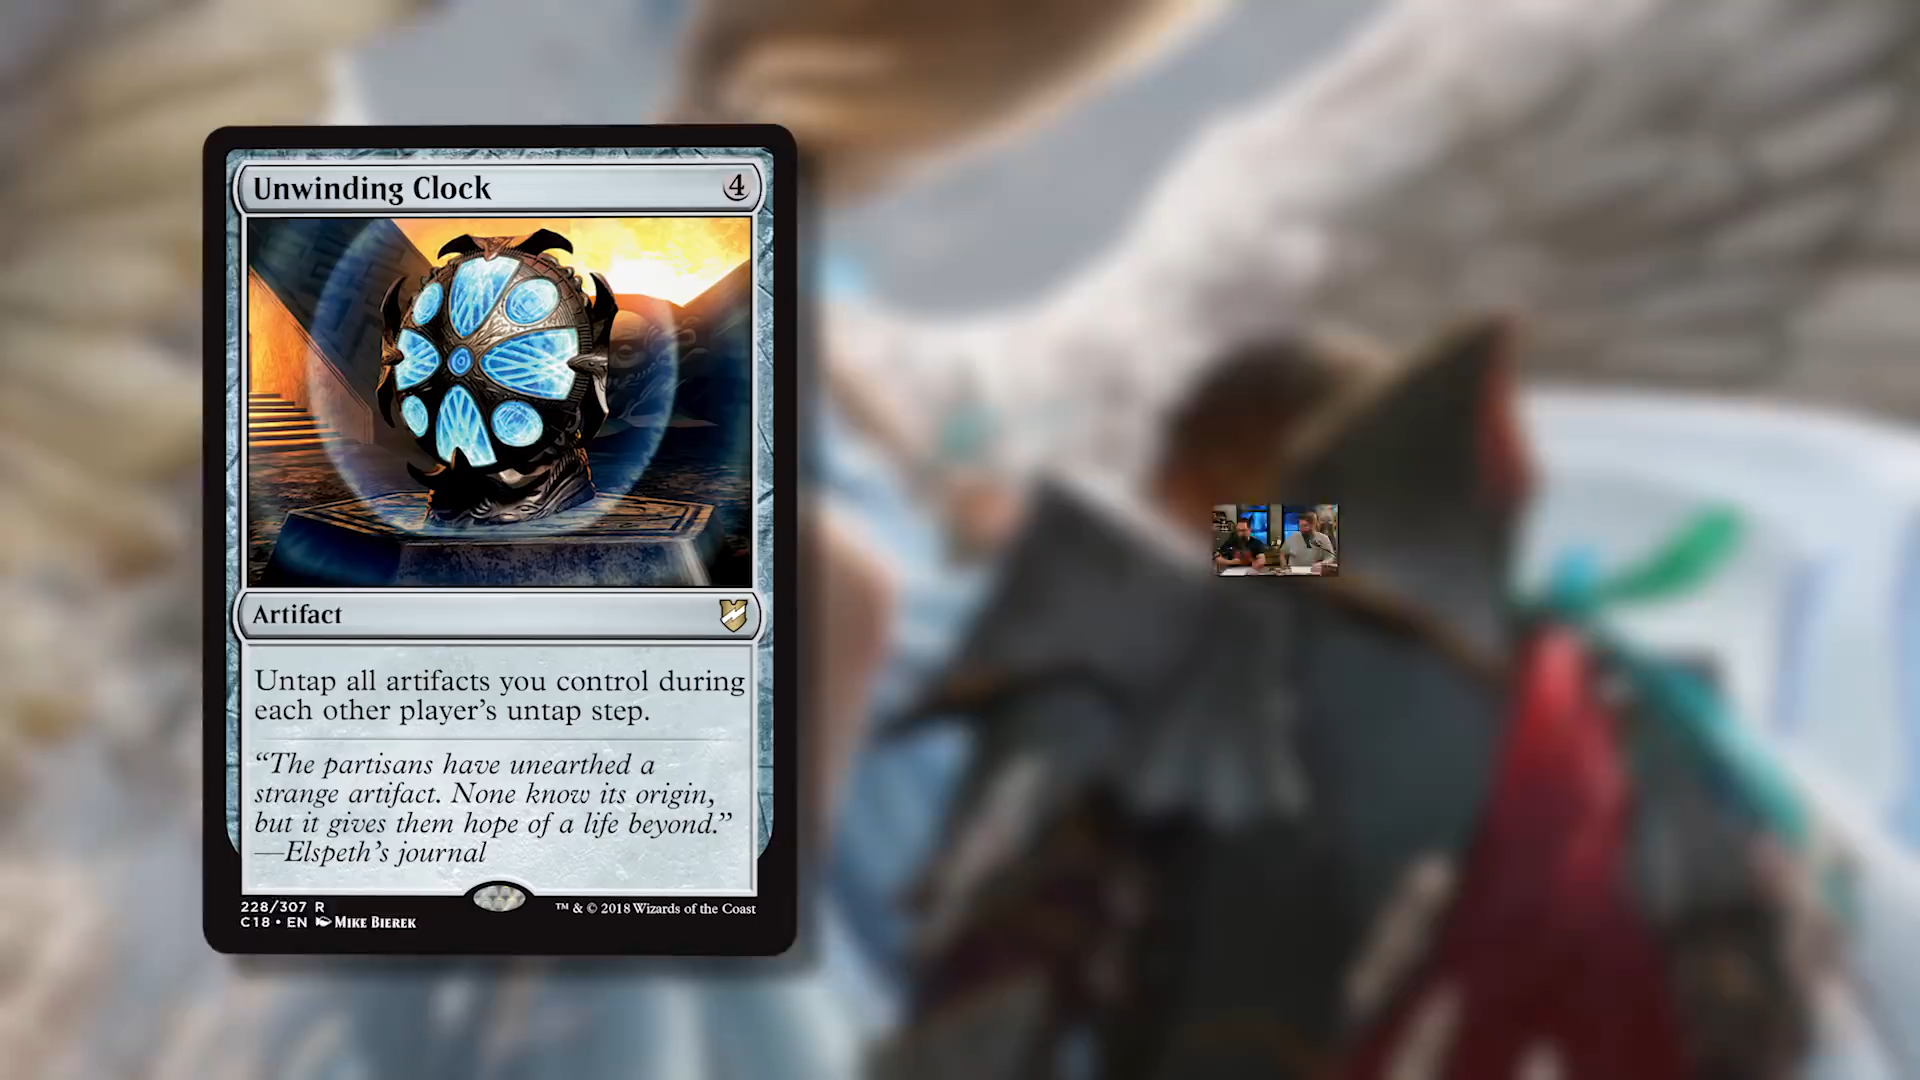 Unwinding Clock 4
Artifact
Untap all artifacts you control during
each other player's untap step.
“The partisans have unearthed a
strange artifact. None know its origin,
but it gives them hope of a life beyond.”
—Elspeth's journal
228/307 R
C18 • EN MIKE BIEREK
™ & © 2018 Wizards of the Coast